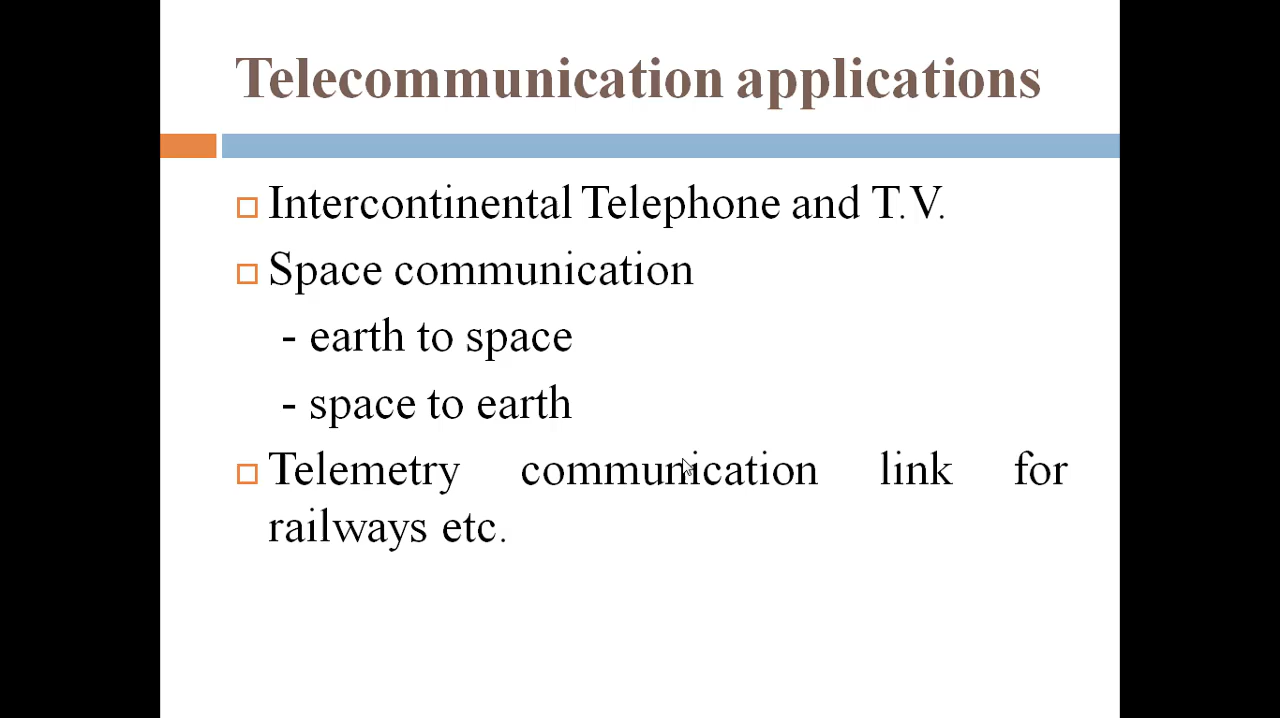 Telecommunication applications
Intercontinental Telephone and T.V.
Space communication
- earth to space
- space to earth
Telemetry communication link for
railways etc.